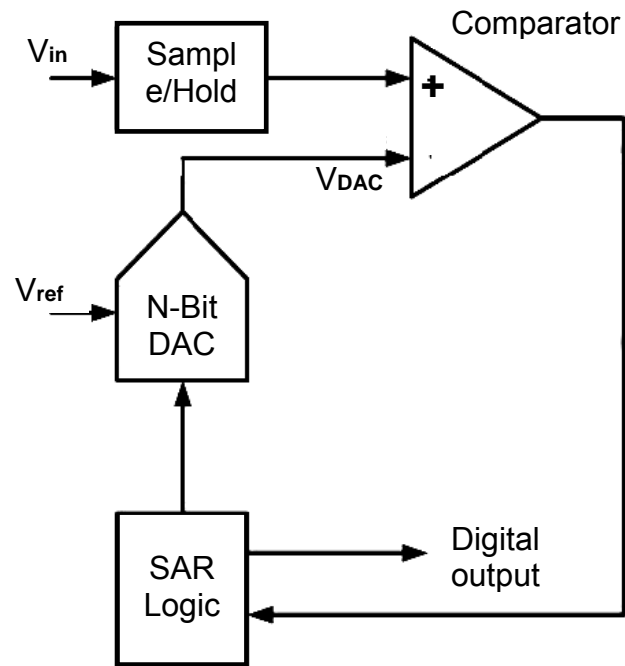 Comparator
Vin
Sampl
e/Hold
+
VDAC
Vref
N-Bit
DAC
SAR
Logic
Digital
output